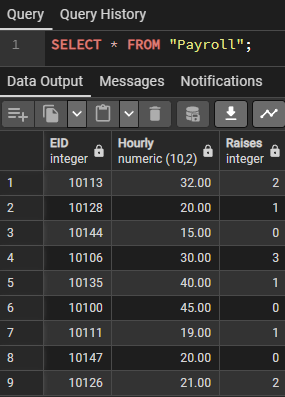 Query Query History
1 SELECT * FROM "Payroll";
Data Output Messages Notifications
EID Hourly Raises
integer numeric (10,2) integer
1 10113 32.00 2
2 10128 20.00 1
3 10144 15.00 0
4 10106 30.00 3
5 10135 40.00 1
6 10100 45.00 0
7 10111 19.00 1
8 10147 20.00 0
9 10126 21.00 2